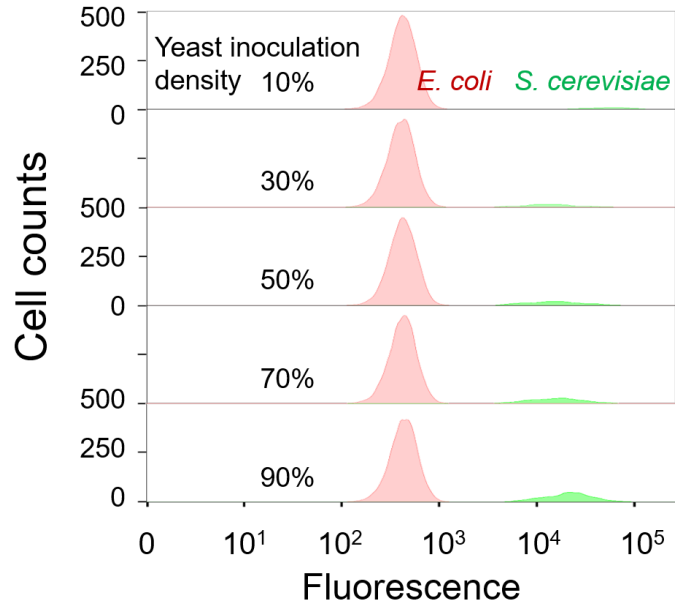 500
Yeast inoculation
250
density 10% E. coli S. cerevisiae
0
30%
500
250
50%
0
70%
500
250
90%
0
Cell counts
0 10¹ 10² 10³ 10⁴ 10⁵
Fluorescence